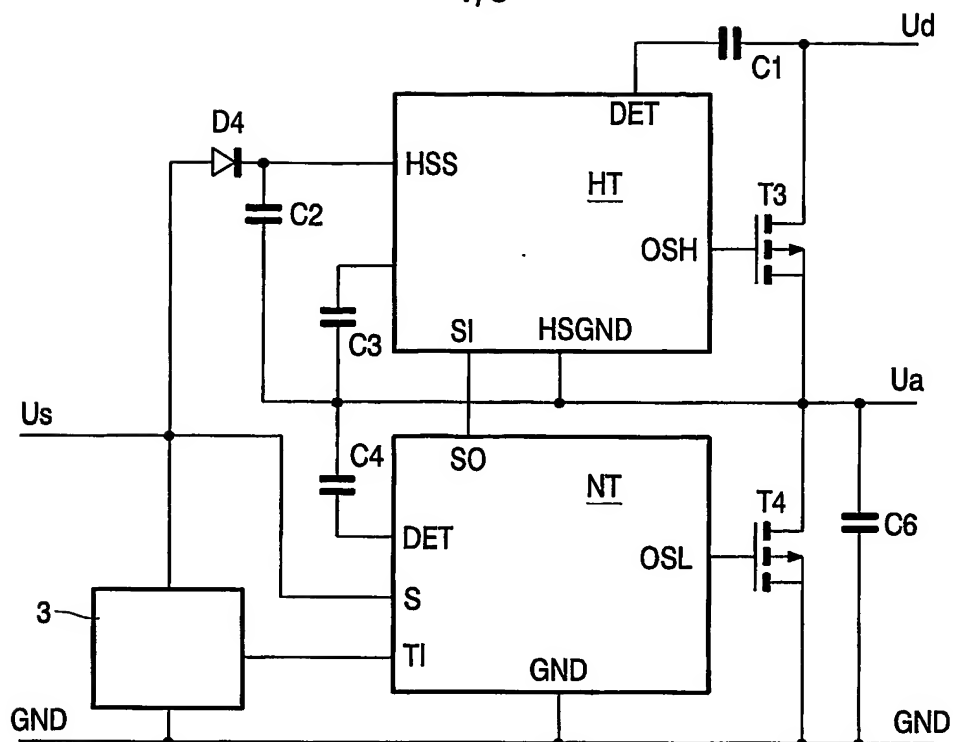 Ud
C1
DET
D4
HSS
HT
C2
T3
OSH
C3
SI
HSGND
Ua
Us
C4
SO
NT
T4
DET
C6
OSL
S
3
TI
GND
GND
GND